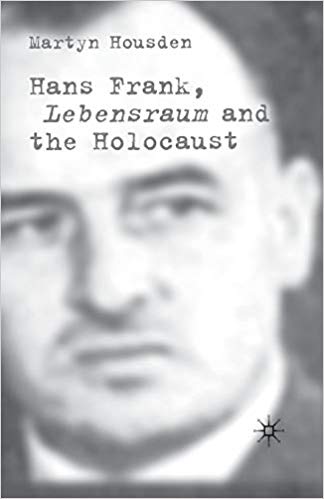 Martyn Housden
Hans Frank,
Lebensraum and
the Holocaust